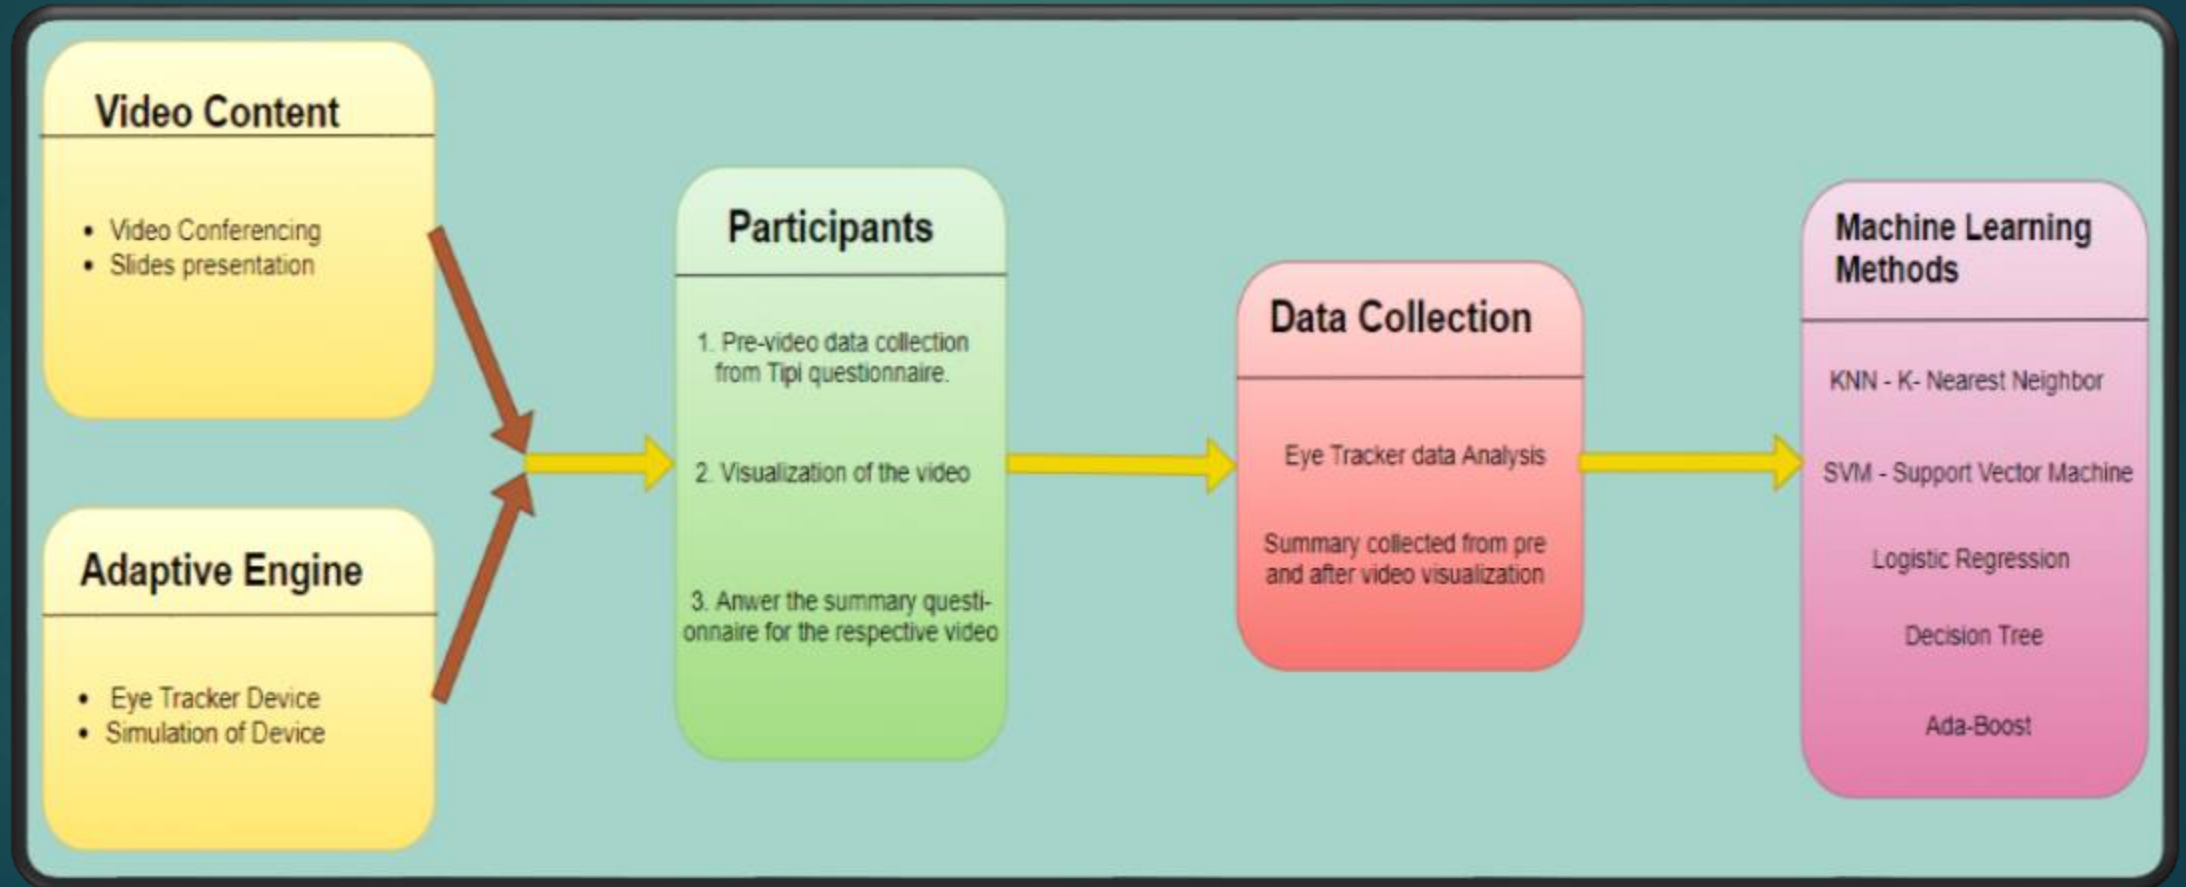 Video Content
• Video Conferencing
• Slides presentation
Adaptive Engine
• Eye Tracker Device
• Simulation of Device
Participants
1. Pre-video data collection
from Tipi questionnaire.
2. Visualization of the video
3. Anwer the summary questi-
onnaire for the respective video
Data Collection
Eye Tracker data Analysis
Summary collected from pre
and after video visualization
Machine Learning
Methods
KNN - K- Nearest Neighbor
SVM - Support Vector Machine
Logistic Regression
Decision Tree
Ada-Boost